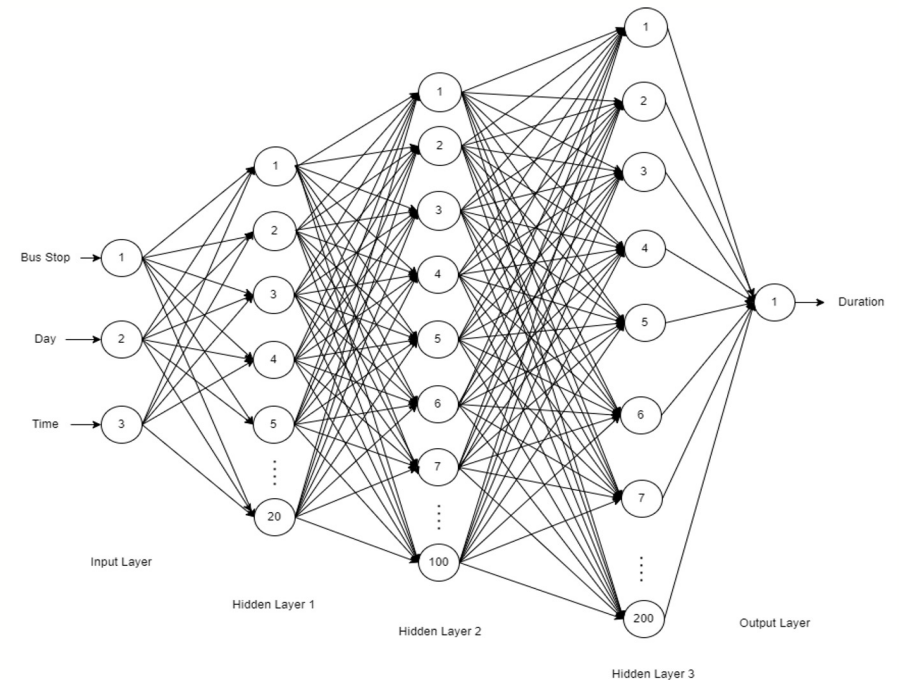 Bus Stop
Day
Time
1
2
3
Input Layer
1
2
3
4
5
20
Hidden Layer 1
1
2
3
4
5
6
7
100
Hidden Layer 2
1
2
3
4
5
6
7
200
Hidden Layer 3
1
Duration
Output Layer